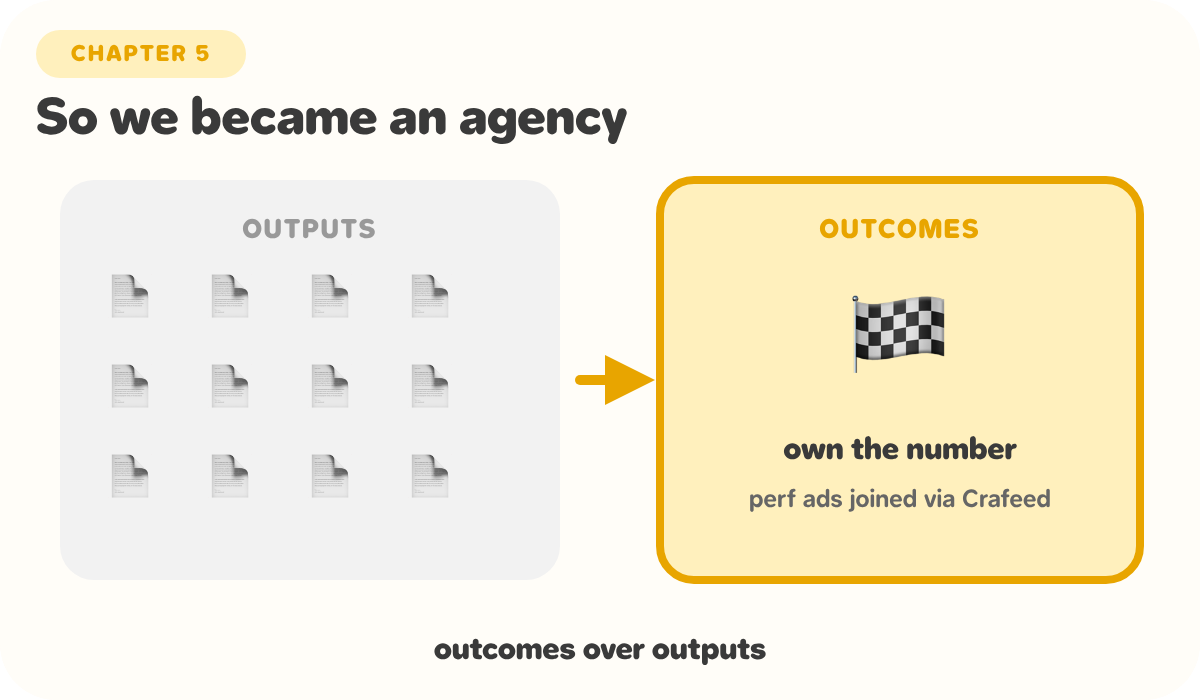 CHAPTER 5
So we became an agency
OUTPUTS
OUTCOMES
own the number
perf ads joined via Crafeed
outcomes over outputs